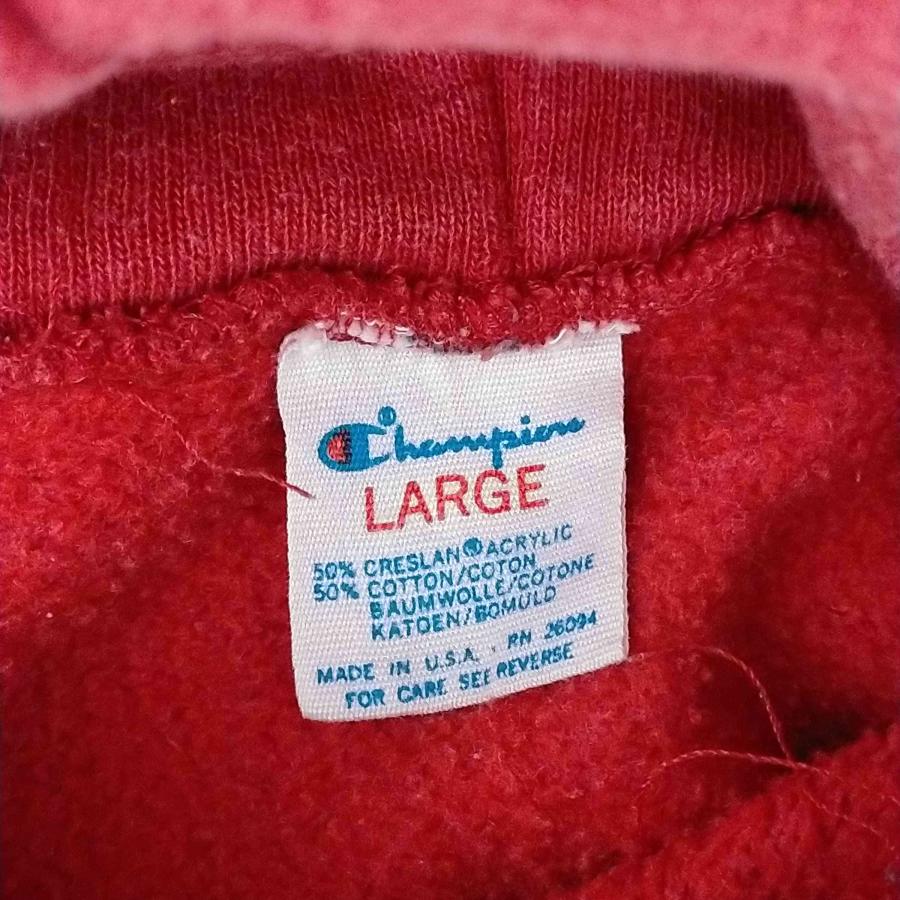 Champion®
LARGE
50% CRESLAN® ACRYLIC
50% COTTON/COTON
BAUMWOLLE/COTONE
KATOEN/BOMULD
MADE IN U.S.A. · RN 26094
FOR CARE SEE REVERSE